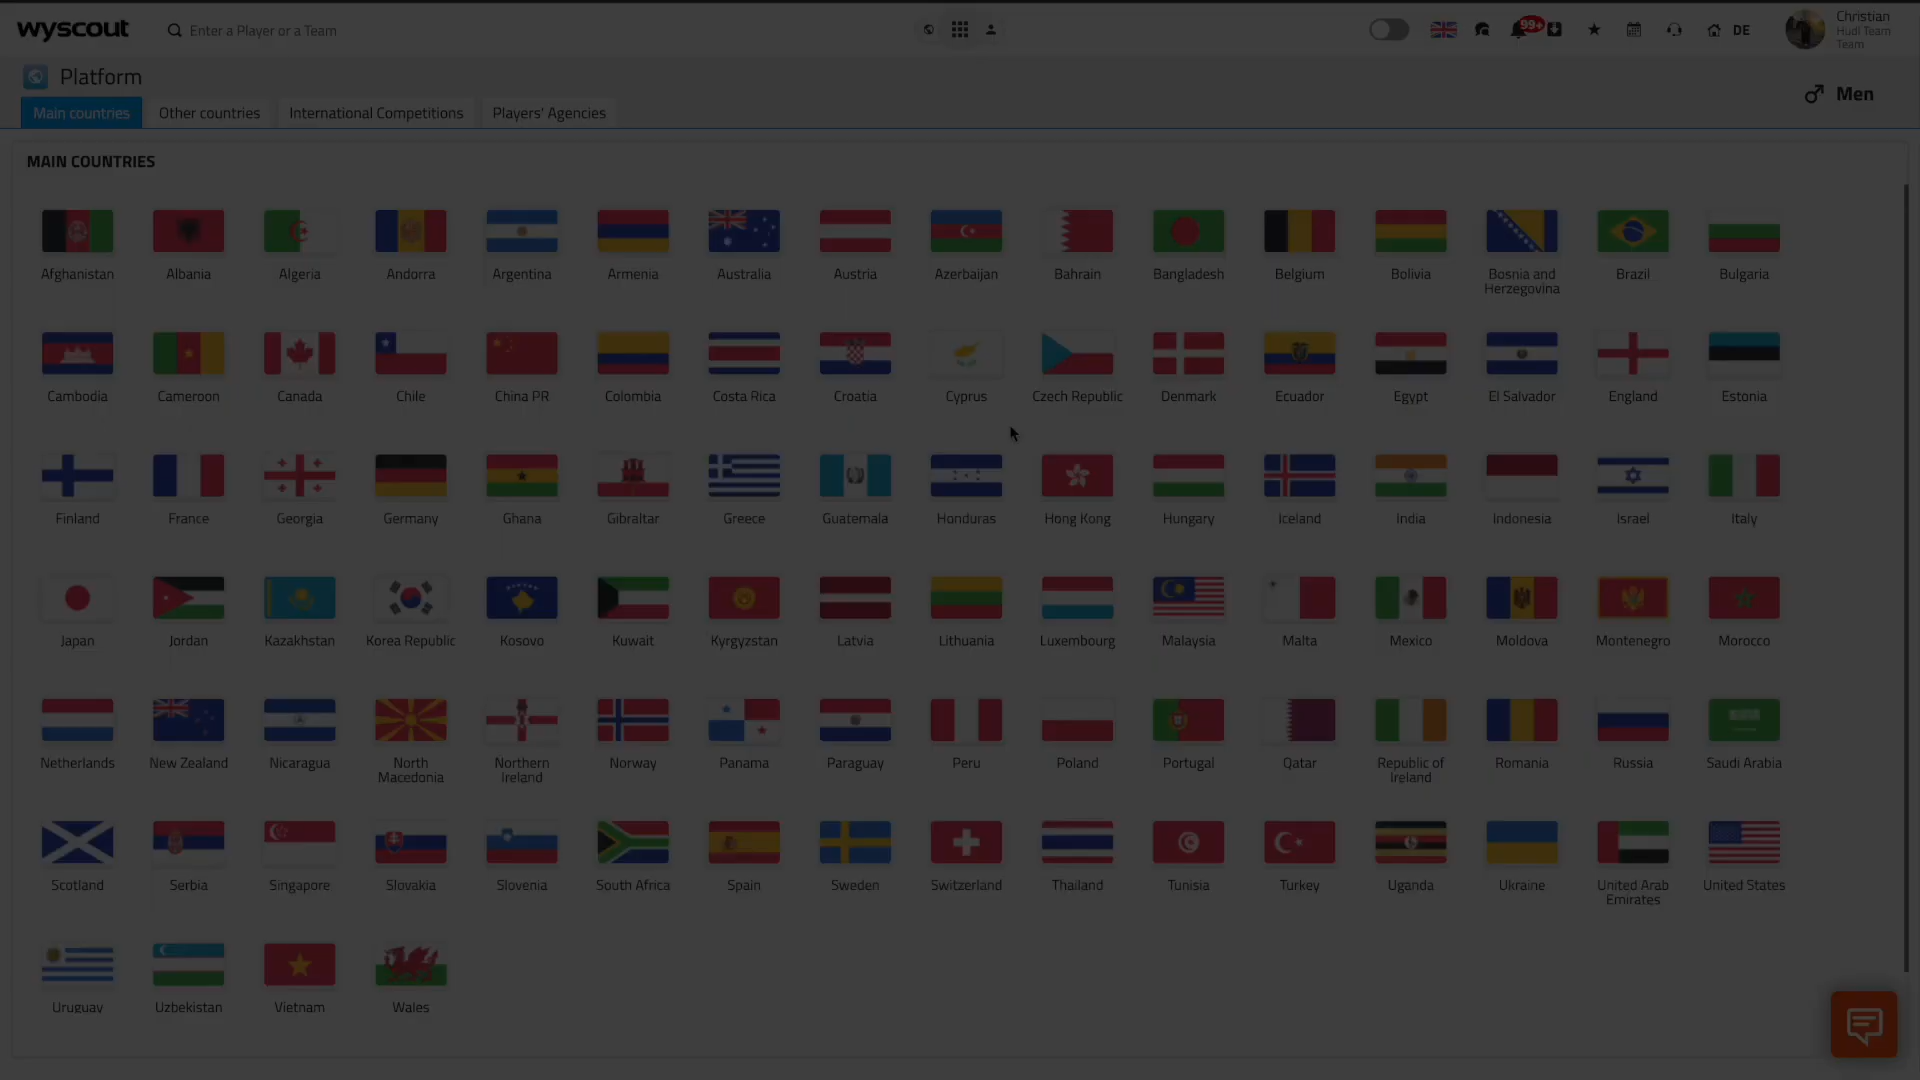 wyscout
Enter a Player or a Team
99+
DE
Christian
Hudl Team
Team
Platform
Men
Main countries
Other countries
International Competitions
Players' Agencies
MAIN COUNTRIES
Afghanistan
Albania
Algeria
Andorra
Argentina
Armenia
Australia
Austria
Azerbaijan
Bahrain
Bangladesh
Belgium
Bolivia
Bosnia and
Herzegovina
Brazil
Bulgaria
Cambodia
Cameroon
Canada
Chile
China PR
Colombia
Costa Rica
Croatia
Cyprus
Czech Republic
Denmark
Ecuador
Egypt
El Salvador
England
Estonia
Finland
France
Georgia
Germany
Ghana
Gibraltar
Greece
Guatemala
Honduras
Hong Kong
Hungary
Iceland
India
Indonesia
Israel
Italy
Japan
Jordan
Kazakhstan
Korea Republic
Kosovo
Kuwait
Kyrgyzstan
Latvia
Lithuania
Luxembourg
Malaysia
Malta
Mexico
Moldova
Montenegro
Morocco
Netherlands
New Zealand
Nicaragua
North
Macedonia
Northern
Ireland
Norway
Panama
Paraguay
Peru
Poland
Portugal
Qatar
Republic of
Ireland
Romania
Russia
Saudi Arabia
Scotland
Serbia
Singapore
Slovakia
Slovenia
South Africa
Spain
Sweden
Switzerland
Thailand
Tunisia
Turkey
Uganda
Ukraine
United Arab
Emirates
United States
Uruguay
Uzbekistan
Vietnam
Wales